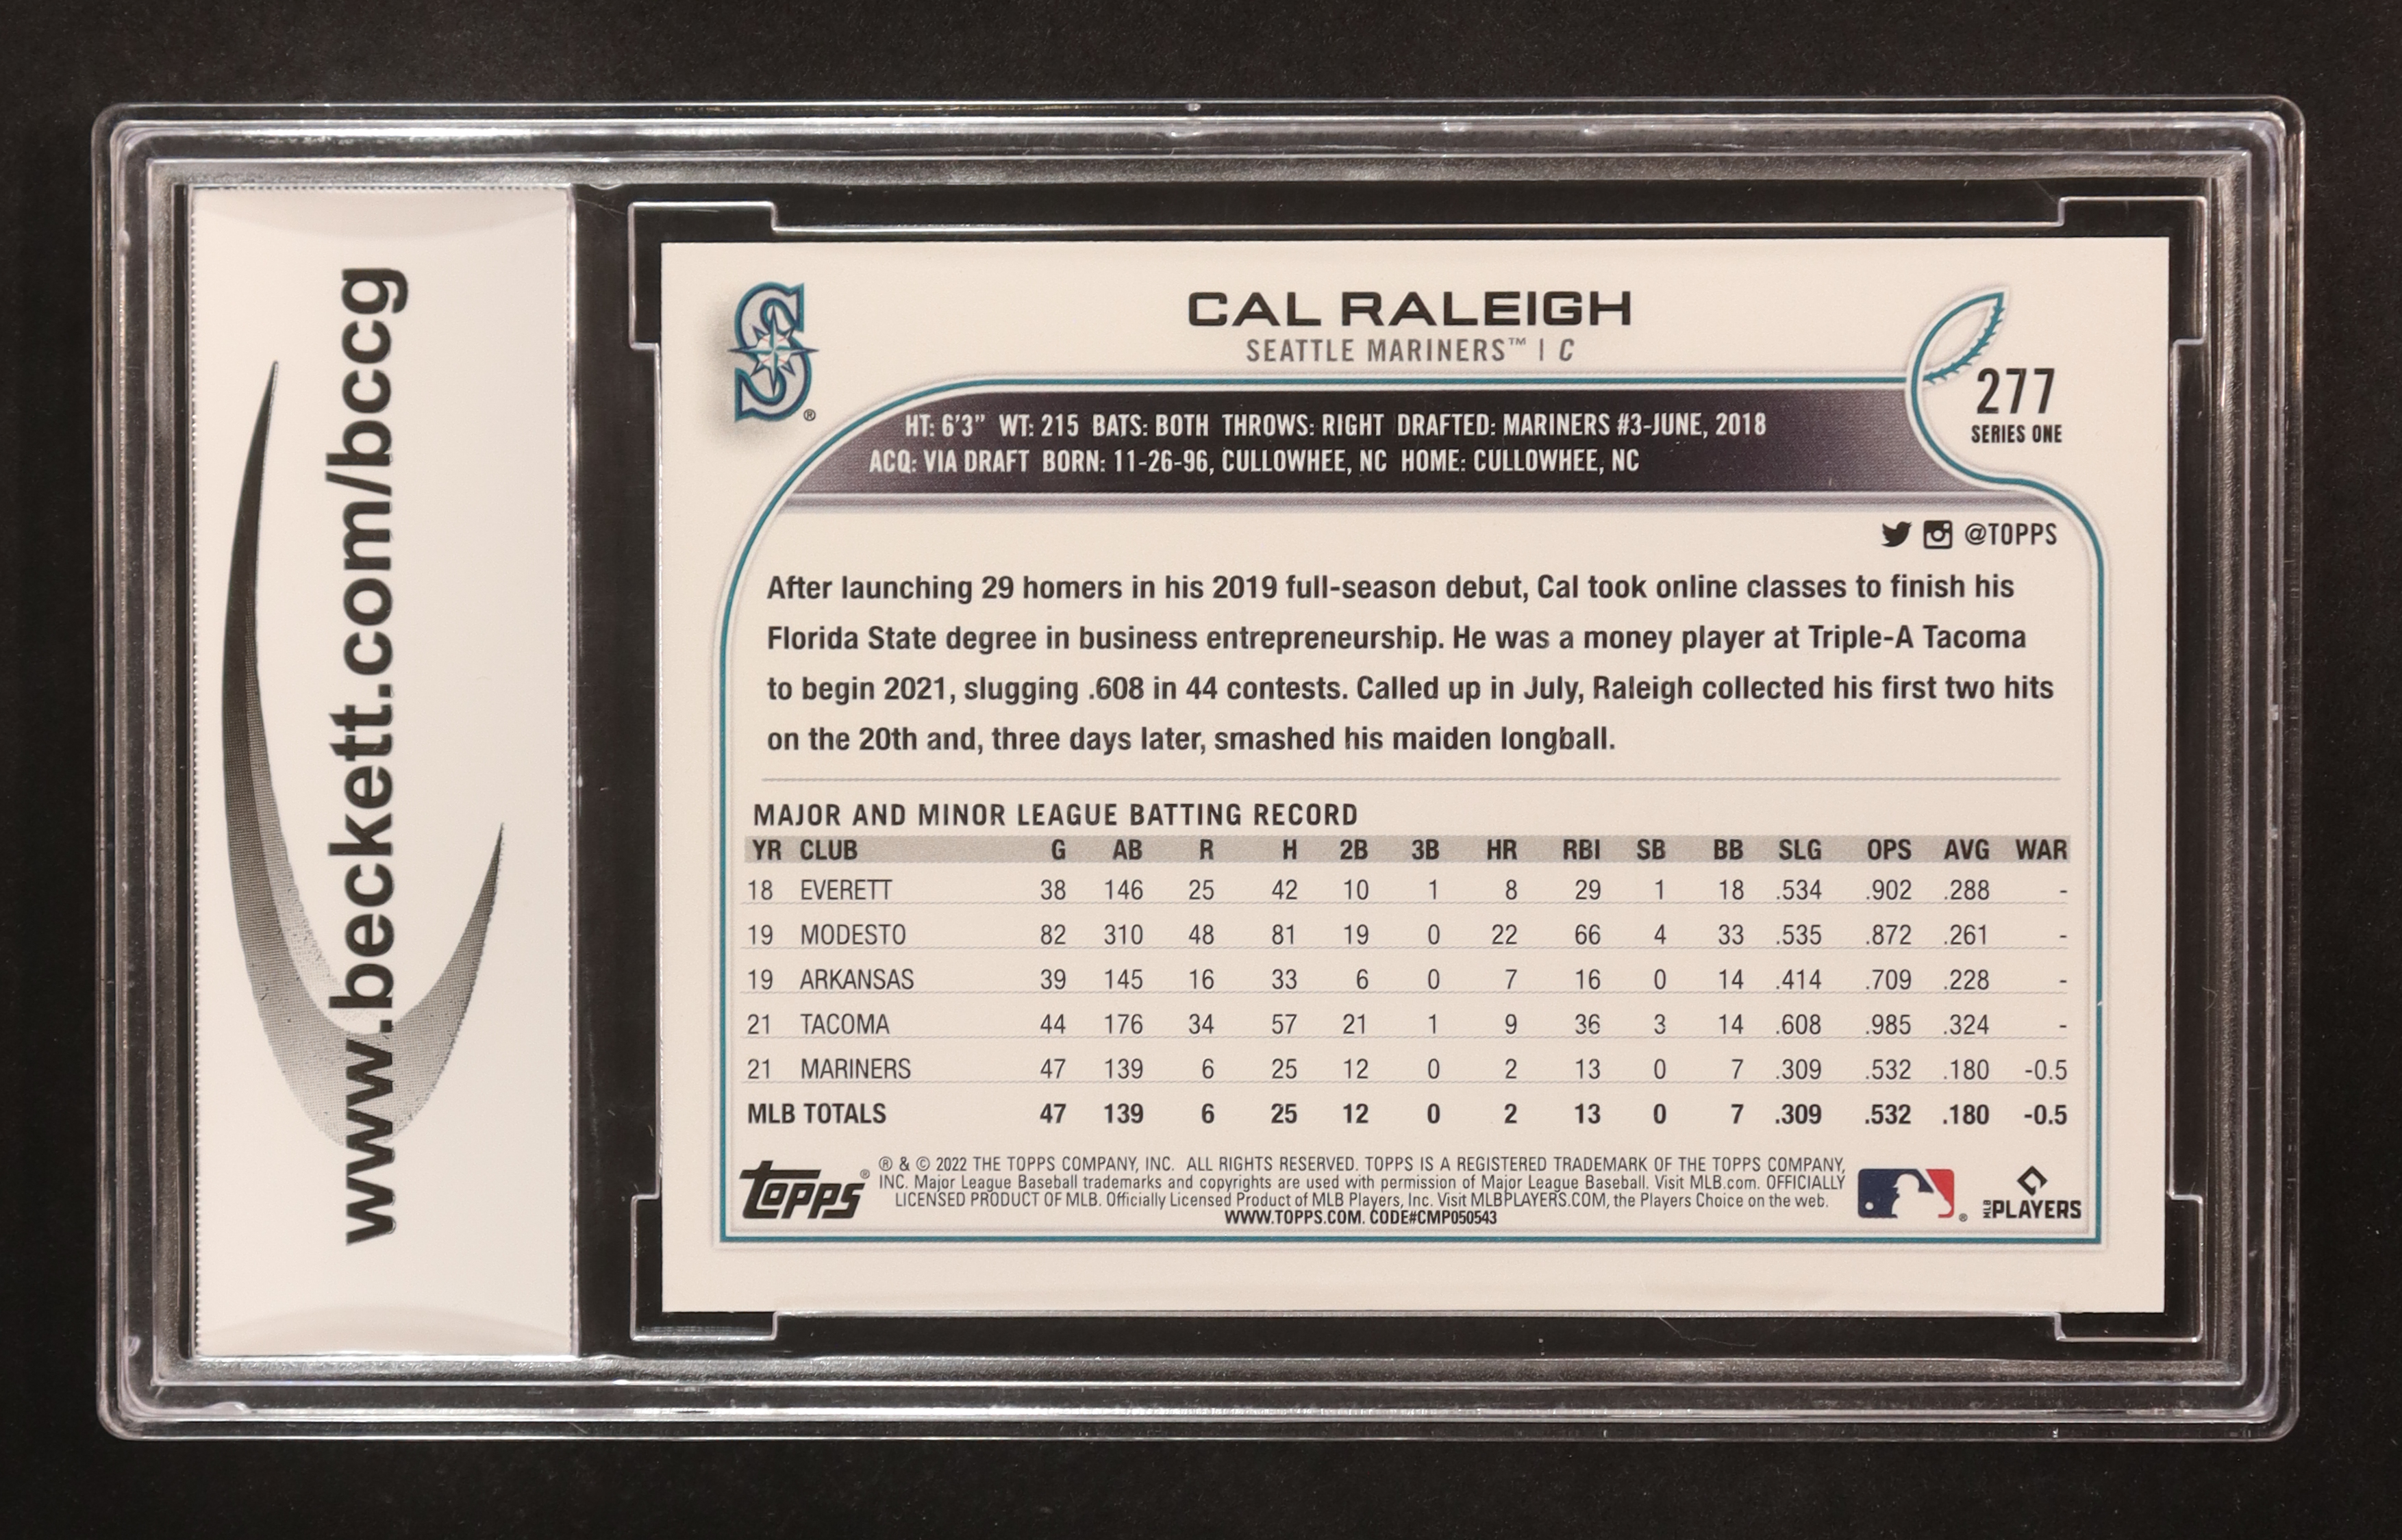 www.beckett.com/bccg
CAL RALEIGH
SEATTLE MARINERS™ | C
277
SERIES ONE
HT: 6'3" WT: 215 BATS: BOTH THROWS: RIGHT DRAFTED: MARINERS #3-JUNE, 2018
ACQ: VIA DRAFT BORN: 11-26-96, CULLOWHEE, NC HOME: CULLOWHEE, NC
@TOPPS
After launching 29 homers in his 2019 full-season debut, Cal took online classes to finish his
Florida State degree in business entrepreneurship. He was a money player at Triple-A Tacoma
to begin 2021, slugging .608 in 44 contests. Called up in July, Raleigh collected his first two hits
on the 20th and, three days later, smashed his maiden longball.
MAJOR AND MINOR LEAGUE BATTING RECORD
YR CLUB G AB R H 2B 3B HR RBI SB BB SLG OPS AVG WAR
18 EVERETT 38 146 25 42 10 1 8 29 1 18 .534 .902 .288 -
19 MODESTO 82 310 48 81 19 0 22 66 4 33 .535 .872 .261 -
19 ARKANSAS 39 145 16 33 6 0 7 16 0 14 .414 .709 .228 -
21 TACOMA 44 176 34 57 21 1 9 36 3 14 .608 .985 .324 -
21 MARINERS 47 139 6 25 12 0 2 13 0 7 .309 .532 .180 -0.5
MLB TOTALS 47 139 6 25 12 0 2 13 0 7 .309 .532 .180 -0.5
Topps®
® & © 2022 THE TOPPS COMPANY, INC. ALL RIGHTS RESERVED. TOPPS IS A REGISTERED TRADEMARK OF THE TOPPS COMPANY,
INC. Major League Baseball trademarks and copyrights are used with permission of Major League Baseball. Visit MLB.com. OFFICIALLY
LICENSED PRODUCT OF MLB. Officially Licensed Product of MLB Players, Inc. Visit MLBPLAYERS.COM, the Players Choice on the web.
WWW.TOPPS.COM. CODE#CMP050543
MLB PLAYERS